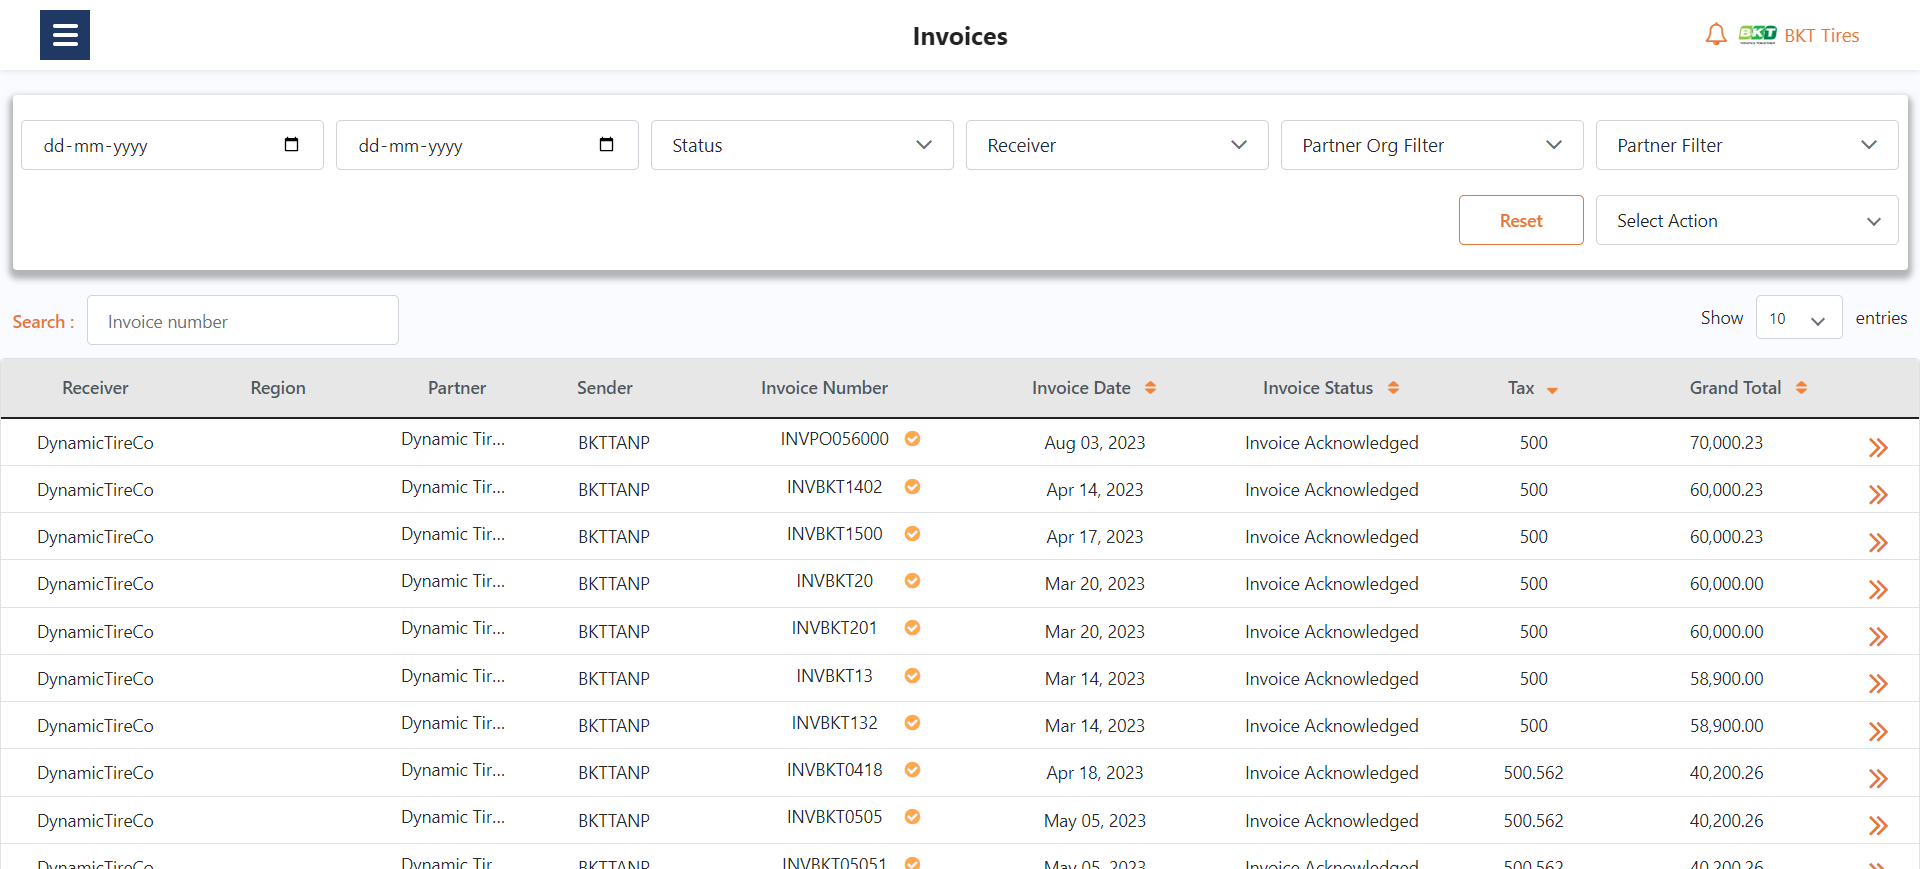 Invoices
BKT BKT Tires
dd-mm-yyyy dd-mm-yyyy Status Receiver Partner Org Filter Partner Filter
Reset Select Action
Search : Invoice number Show 10 entries
Receiver Region Partner Sender Invoice Number Invoice Date Invoice Status Tax Grand Total
DynamicTireCo Dynamic Tir... BKTTANP INVPO056000 Aug 03, 2023 Invoice Acknowledged 500 70,000.23
DynamicTireCo Dynamic Tir... BKTTANP INVBKT1402 Apr 14, 2023 Invoice Acknowledged 500 60,000.23
DynamicTireCo Dynamic Tir... BKTTANP INVBKT1500 Apr 17, 2023 Invoice Acknowledged 500 60,000.23
DynamicTireCo Dynamic Tir... BKTTANP INVBKT20 Mar 20, 2023 Invoice Acknowledged 500 60,000.00
DynamicTireCo Dynamic Tir... BKTTANP INVBKT201 Mar 20, 2023 Invoice Acknowledged 500 60,000.00
DynamicTireCo Dynamic Tir... BKTTANP INVBKT13 Mar 14, 2023 Invoice Acknowledged 500 58,900.00
DynamicTireCo Dynamic Tir... BKTTANP INVBKT132 Mar 14, 2023 Invoice Acknowledged 500 58,900.00
DynamicTireCo Dynamic Tir... BKTTANP INVBKT0418 Apr 18, 2023 Invoice Acknowledged 500.562 40,200.26
DynamicTireCo Dynamic Tir... BKTTANP INVBKT0505 May 05, 2023 Invoice Acknowledged 500.562 40,200.26
DynamicTireCo Dynamic Tir BKTTANP INVBKT05051 May 05, 2023 Invoice Acknowledged 500.562 40,200.26